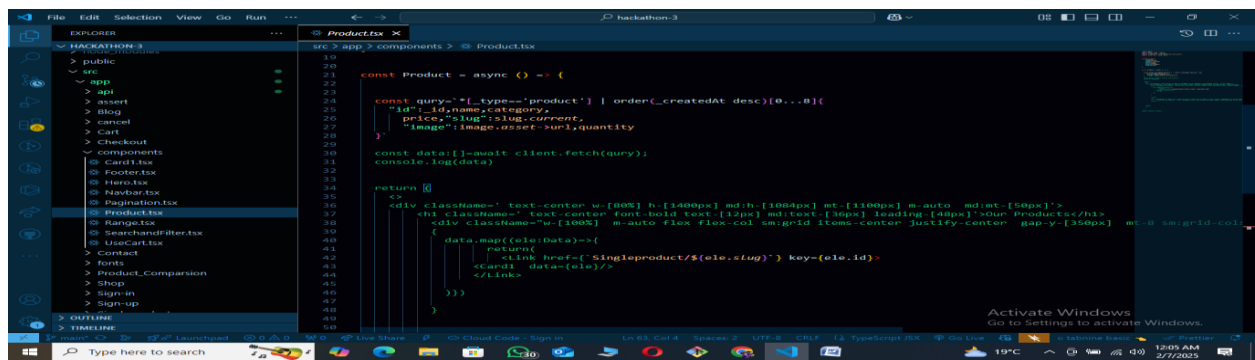 File Edit Selection View Go Run ... hackathon-3
EXPLORER ... Product.tsx ×
HACKATHON-3 src > app > components > Product.tsx
node_modules
> public
src
app
> api
> assert
> Blog
> cancel
> Cart
> Checkout
components
Card1.tsx
Footer.tsx
Hero.tsx
Navbar.tsx
Pagination.tsx
Product.tsx
Range.tsx
SearchandFilter.tsx
UseCart.tsx
> Contact
> fonts
> Product_Comparsion
> Shop
> Sign-in
> Sign-up
> OUTLINE
> TIMELINE
19
20
21 const Product = async () => {
22
23
24 const qury=`*[_type=='product'] | order(_createdAt desc)[0...8]{
25 "id":_id,name,category,
26 price,"slug":slug.current,
27 "image":image.asset->url,quantity
28 }`
29
30 const data:[]=await client.fetch(qury);
31 console.log(data)
32
33
34 return (
35 <>
36 <div className=' text-center w-[80%] h-[1400px] md:h-[1084px] mt-[1100px] m-auto md:mt-[50px]'>
37 <h1 className=' text-center font-bold text-[12px] md:text-[36px] leading-[48px]'>Our Products</h1>
38 <div className="w-[100%] m-auto flex flex-col sm:grid items-center justify-center gap-y-[350px] mt-8 sm:grid-col
39 {
40 data.map((ele:Data)=>{
41 return(
42 <Link href={`Singleproduct/${ele.slug}`} key={ele.id}>
43 <Card1 data={ele}/>
44 </Link>
45
46 )})
47
48 }
49
50
Activate Windows
Go to Settings to activate Windows.
main* Launchpad 0 0 0 Live Share Cloud Code - Sign in Ln 63, Col 4 Spaces: 2 UTF-8 CRLF TypeScript JSX Go Live tabnine basic Prettier
Type here to search 19°C 12:05 AM
2/7/2025